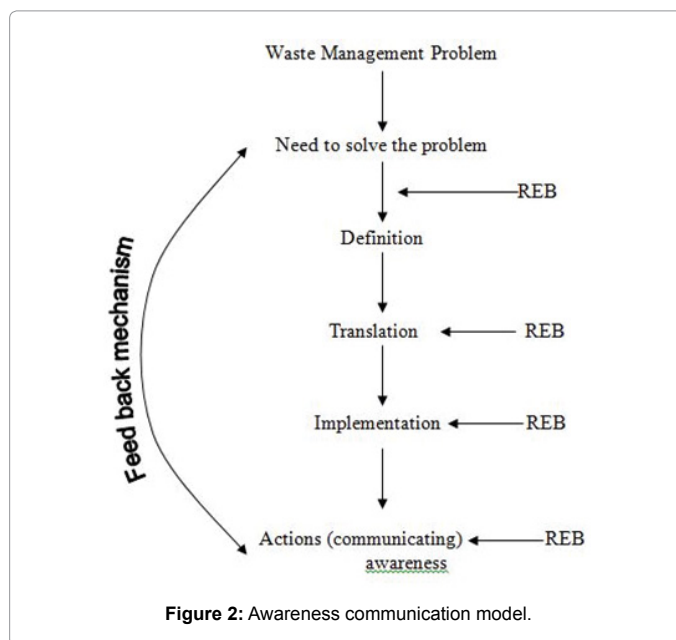 Waste Management Problem
Need to solve the problem
REB
Definition
Translation
REB
Implementation
REB
Actions (communicating)
REB
awareness
Feed back mechanism
Figure 2: Awareness communication model.